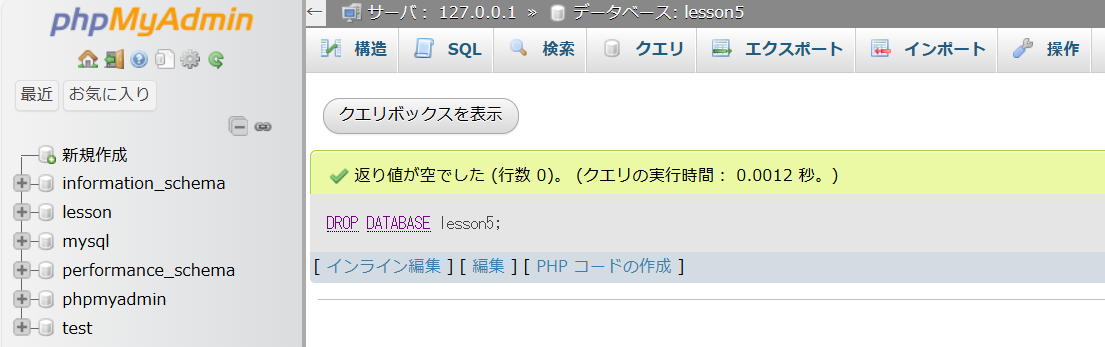 phpMyAdmin
最近 お気に入り
新規作成
information_schema
lesson
mysql
performance_schema
phpmyadmin
test
← サーバ: 127.0.0.1 » データベース: lesson5
構造 SQL 検索 クエリ エクスポート インポート 操作
クエリボックスを表示
返り値が空でした (行数 0)。 (クエリの実行時間： 0.0012 秒。)
DROP DATABASE lesson5;
[ インライン編集 ] [ 編集 ] [ PHP コードの作成 ]